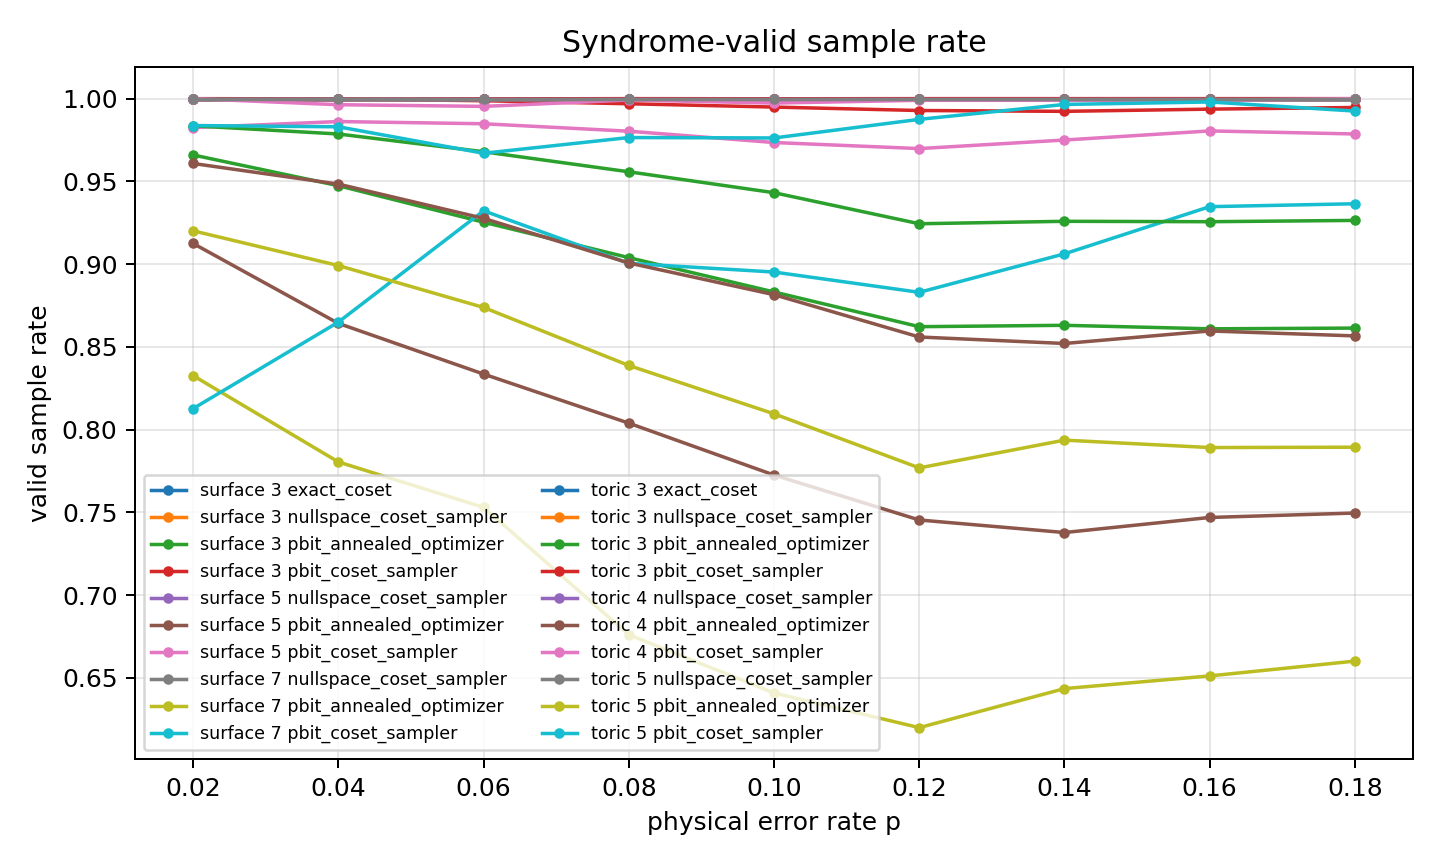 Syndrome-valid sample rate
valid sample rate
1.00
0.95
0.90
0.85
0.80
0.75
0.70
0.65
surface 3 exact_coset
surface 3 nullspace_coset_sampler
surface 3 pbit_annealed_optimizer
surface 3 pbit_coset_sampler
surface 5 nullspace_coset_sampler
surface 5 pbit_annealed_optimizer
surface 5 pbit_coset_sampler
surface 7 nullspace_coset_sampler
surface 7 pbit_annealed_optimizer
surface 7 pbit_coset_sampler
toric 3 exact_coset
toric 3 nullspace_coset_sampler
toric 3 pbit_annealed_optimizer
toric 3 pbit_coset_sampler
toric 4 nullspace_coset_sampler
toric 4 pbit_annealed_optimizer
toric 4 pbit_coset_sampler
toric 5 nullspace_coset_sampler
toric 5 pbit_annealed_optimizer
toric 5 pbit_coset_sampler
0.02 0.04 0.06 0.08 0.10 0.12 0.14 0.16 0.18
physical error rate p